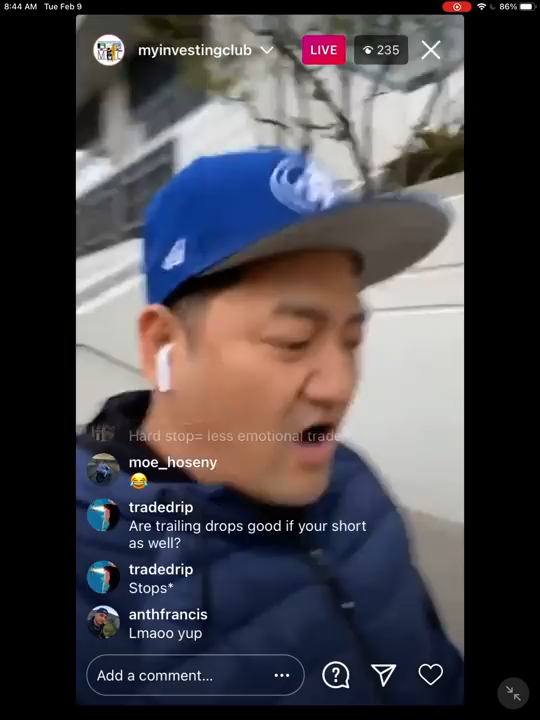 8:44 AM Tue Feb 9
86%
myinvestingclub
LIVE
235
Hard stop= less emotional trade
moe_hoseny
😂
tradedrip
Are trailing drops good if your short
as well?
tradedrip
Stops*
anthfrancis
Lmaoo yup
Add a comment...